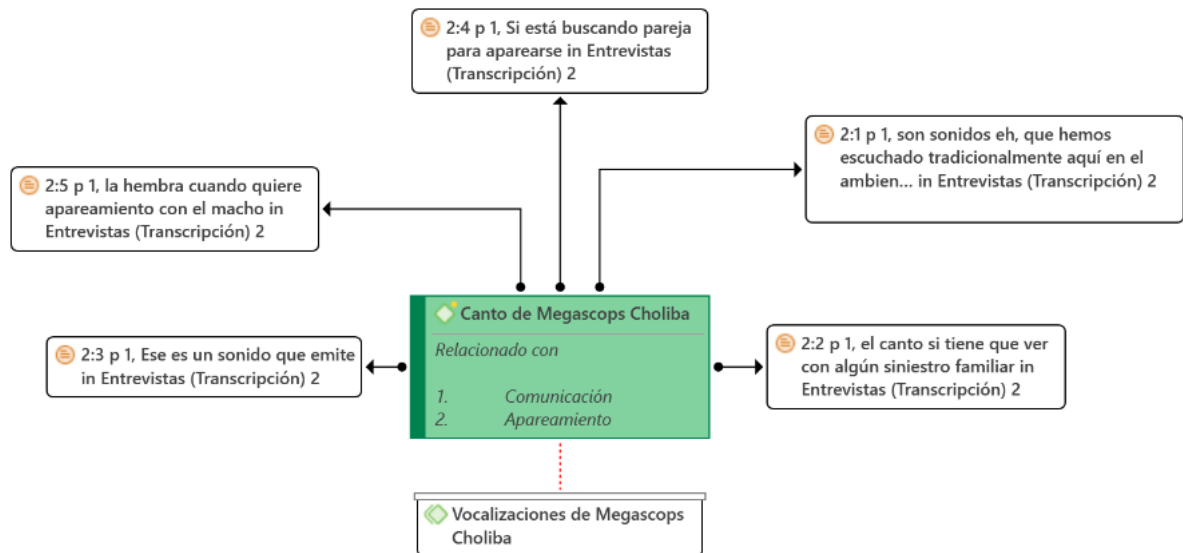 2:4 p 1, Si está buscando pareja
para aparearse in Entrevistas
(Transcripción) 2
2:1 p 1, son sonidos eh, que hemos
escuchado tradicionalmente aquí en el
ambien... in Entrevistas (Transcripción) 2
2:5 p 1, la hembra cuando quiere
apareamiento con el macho in
Entrevistas (Transcripción) 2
Canto de Megascops Choliba
Relacionado con
1. Comunicación
2. Apareamiento
2:3 p 1, Ese es un sonido que emite
in Entrevistas (Transcripción) 2
2:2 p 1, el canto si tiene que ver
con algún siniestro familiar in
Entrevistas (Transcripción) 2
Vocalizaciones de Megascops
Choliba